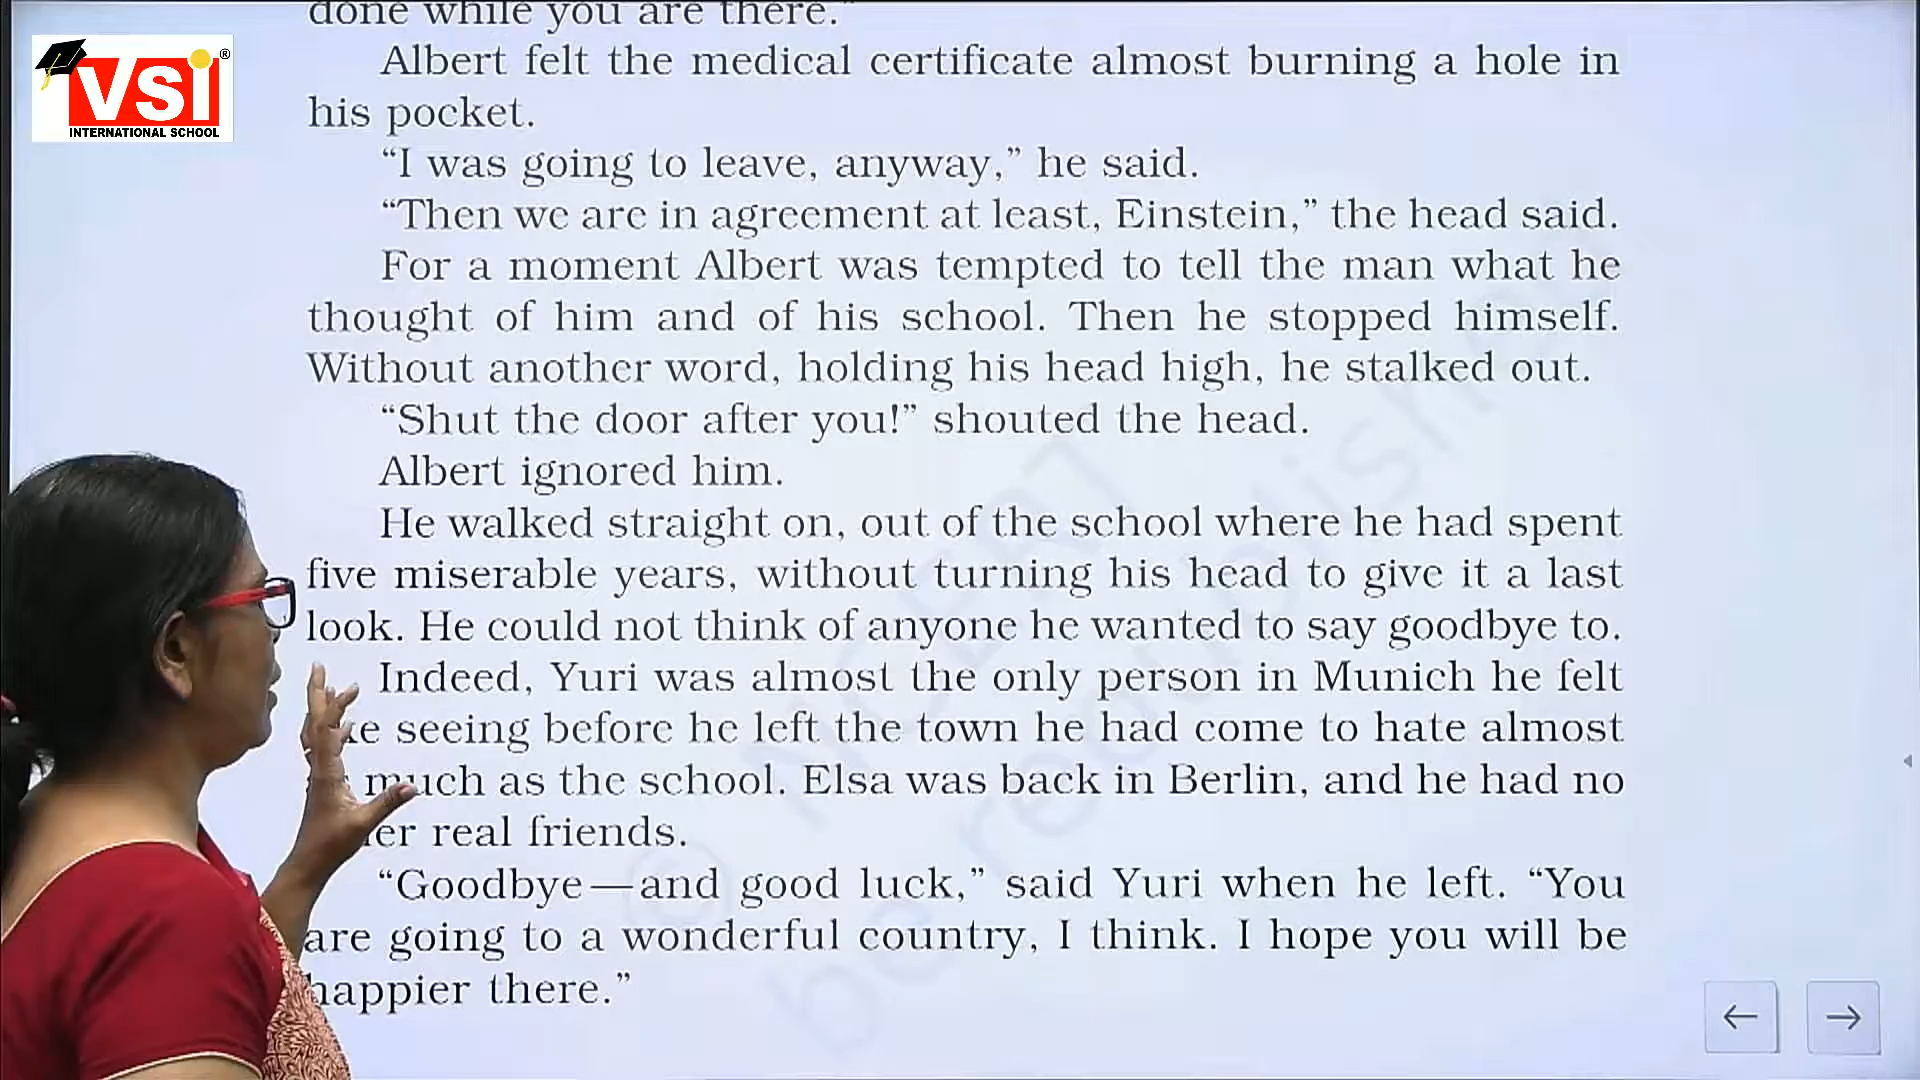 done while you are there.”
VSI ®
INTERNATIONAL SCHOOL
Albert felt the medical certificate almost burning a hole in
his pocket.
“I was going to leave, anyway,” he said.
“Then we are in agreement at least, Einstein,” the head said.
For a moment Albert was tempted to tell the man what he
thought of him and of his school. Then he stopped himself.
Without another word, holding his head high, he stalked out.
“Shut the door after you!” shouted the head.
Albert ignored him.
He walked straight on, out of the school where he had spent
five miserable years, without turning his head to give it a last
look. He could not think of anyone he wanted to say goodbye to.
Indeed, Yuri was almost the only person in Munich he felt
seeing before he left the town he had come to hate almost
much as the school. Elsa was back in Berlin, and he had no
real friends.
“Goodbye—and good luck,” said Yuri when he left. “You
are going to a wonderful country, I think. I hope you will be
happier there.”
© NCERT
be republished